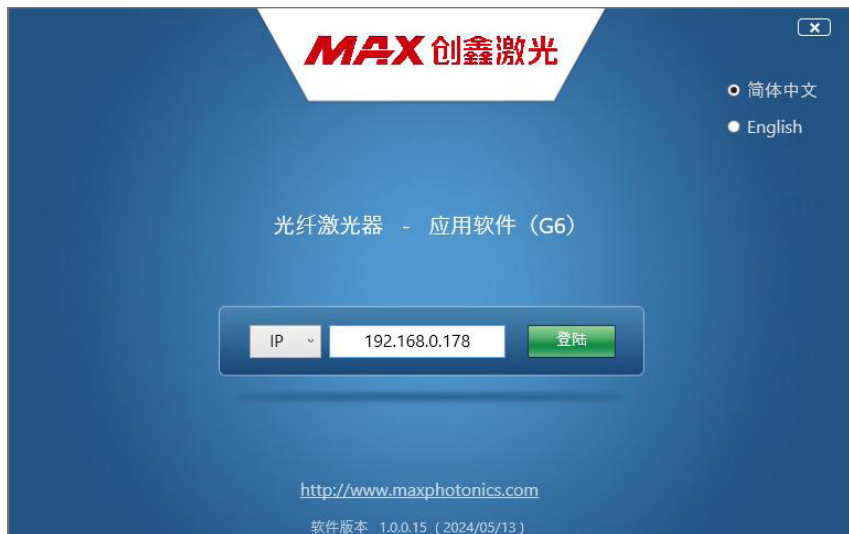 MAX 创鑫激光
简体中文
English
光纤激光器 - 应用软件（G6）
IP 192.168.0.178 登陆
http://www.maxphotonics.com
软件版本 1.0.0.15 ( 2024/05/13 )